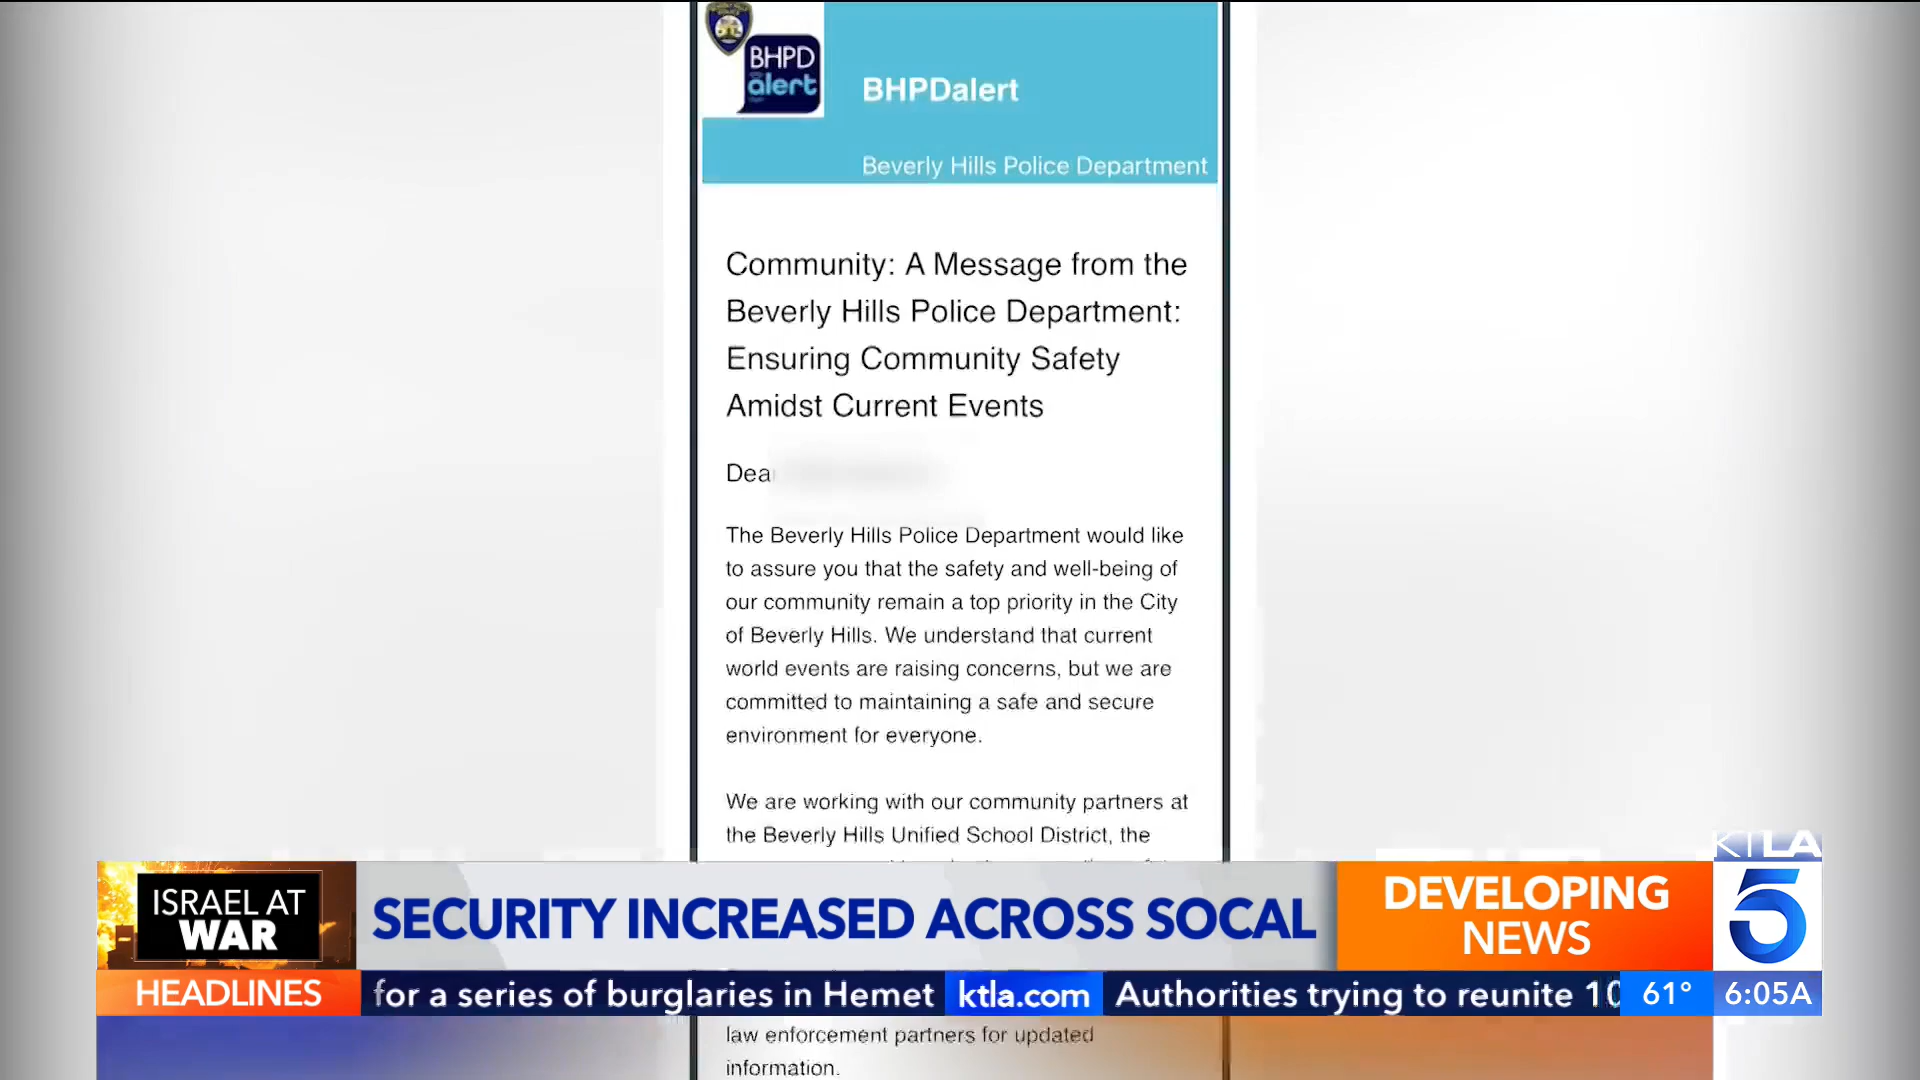 BHPD
alert
BHPDalert
Beverly Hills Police Department
Community: A Message from the
Beverly Hills Police Department:
Ensuring Community Safety
Amidst Current Events
Dea
The Beverly Hills Police Department would like
to assure you that the safety and well-being of
our community remain a top priority in the City
of Beverly Hills. We understand that current
world events are raising concerns, but we are
committed to maintaining a safe and secure
environment for everyone.
We are working with our community partners at
the Beverly Hills Unified School District, the
ISRAEL AT
WAR
SECURITY INCREASED ACROSS SOCAL
DEVELOPING
NEWS
KTLA
5
HEADLINES
for a series of burglaries in Hemet ktla.com Authorities trying to reunite 10
61° 6:05A
law enforcement partners for updated
information.